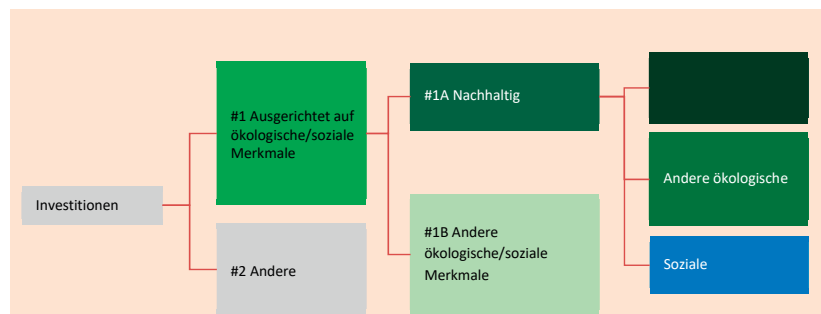 Investitionen
#1 Ausgerichtet auf
ökologische/soziale
Merkmale
#2 Andere
#1A Nachhaltig
#1B Andere
ökologische/soziale
Merkmale
Andere ökologische
Soziale